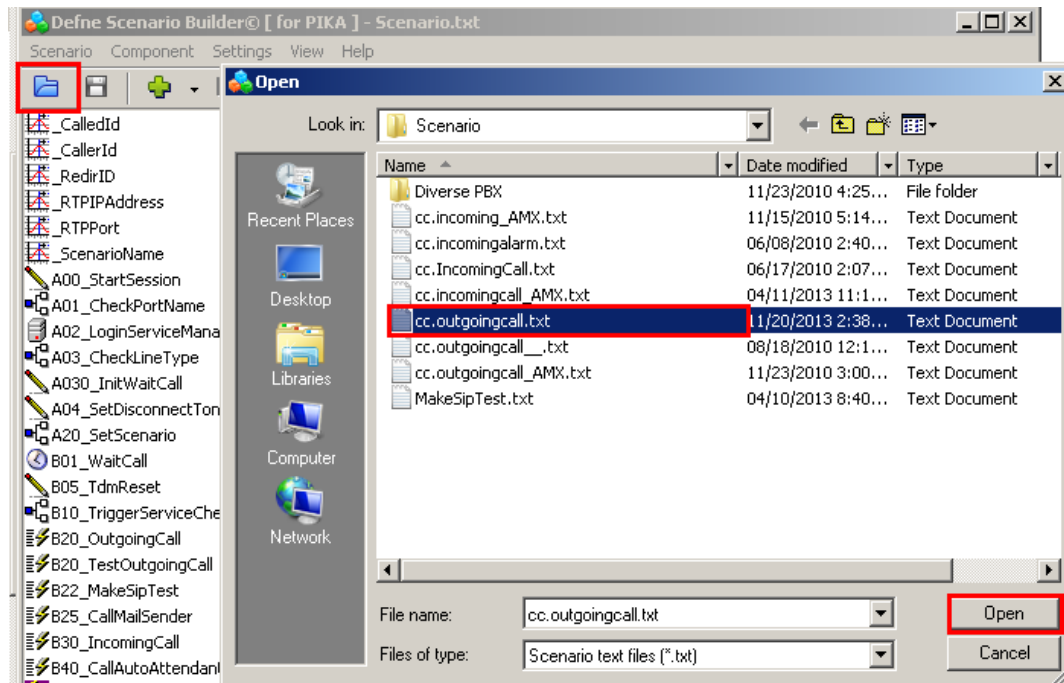 Defne Scenario Builder© [ for PIKA ] - Scenario.txt
Scenario Component Settings View Help
Open
Look in: Scenario
_CalledId
_CallerId
_RedirID
_RTPIPAddress
_RTPPort
_ScenarioName
A00_StartSession
A01_CheckPortName
A02_LoginServiceMana
A03_CheckLineType
A030_InitWaitCall
A04_SetDisconnectTon
A20_SetScenario
B01_WaitCall
B05_TdmReset
B10_TriggerServiceChe
B20_OutgoingCall
B20_TestOutgoingCall
B22_MakeSipTest
B25_CallMailSender
B30_IncomingCall
B40_CallAutoAttendant
Recent Places
Desktop
Libraries
Computer
Network
Name Date modified Type
Diverse PBX 11/23/2010 4:25... File folder
cc.incoming_AMX.txt 11/15/2010 5:14... Text Document
cc.incomingalarm.txt 06/08/2010 2:40... Text Document
cc.IncomingCall.txt 06/17/2010 2:07... Text Document
cc.incomingcall_AMX.txt 04/11/2013 11:1... Text Document
cc.outgoingcall.txt 11/20/2013 2:38... Text Document
cc.outgoingcall__.txt 08/18/2010 12:1... Text Document
cc.outgoingcall_AMX.txt 11/23/2010 3:00... Text Document
MakeSipTest.txt 04/10/2013 8:40... Text Document
File name: cc.outgoingcall.txt Open
Files of type: Scenario text files (*.txt) Cancel